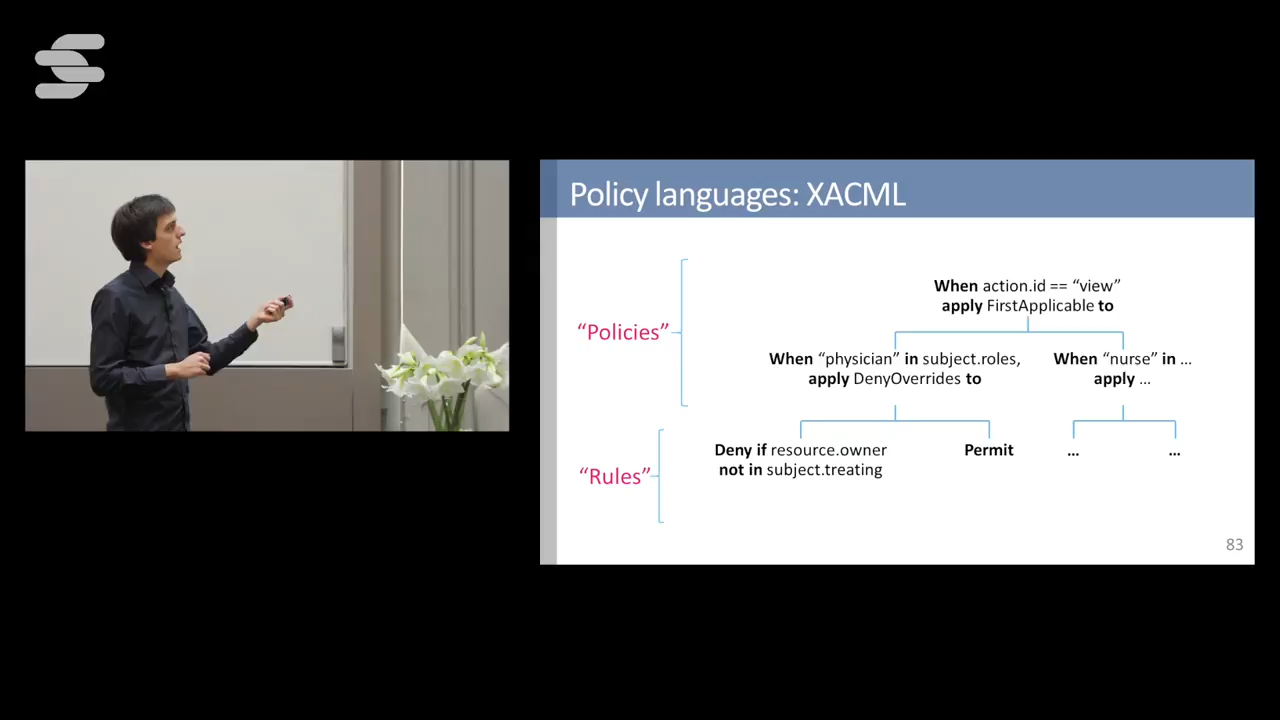 Policy languages: XACML
When action.id == “view”
apply FirstApplicable to
“Policies”
When “physician” in subject.roles,
apply DenyOverrides to
When “nurse” in ...
apply ...
“Rules”
Deny if resource.owner
not in subject.treating
Permit
...
...
83